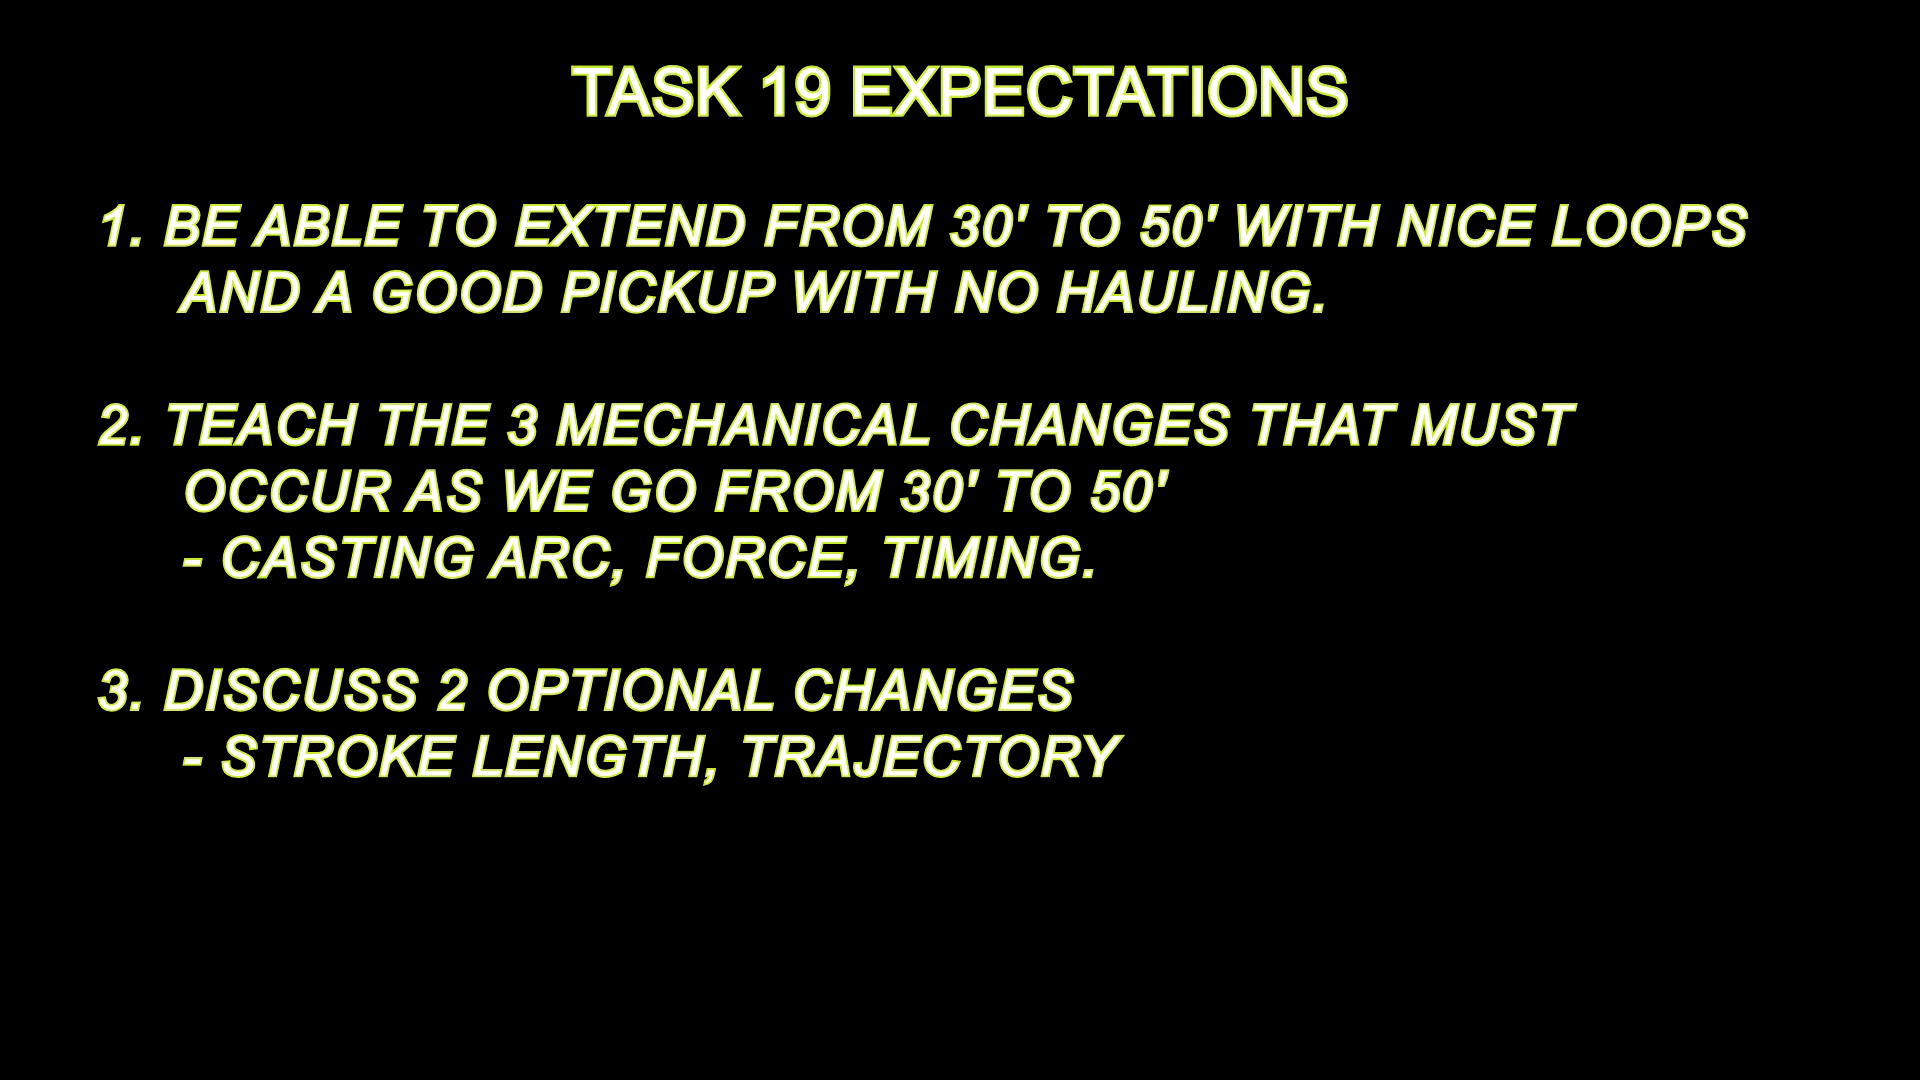 TASK 19 EXPECTATIONS
1. BE ABLE TO EXTEND FROM 30' TO 50' WITH NICE LOOPS
AND A GOOD PICKUP WITH NO HAULING.
2. TEACH THE 3 MECHANICAL CHANGES THAT MUST
OCCUR AS WE GO FROM 30' TO 50'
- CASTING ARC, FORCE, TIMING.
3. DISCUSS 2 OPTIONAL CHANGES
- STROKE LENGTH, TRAJECTORY